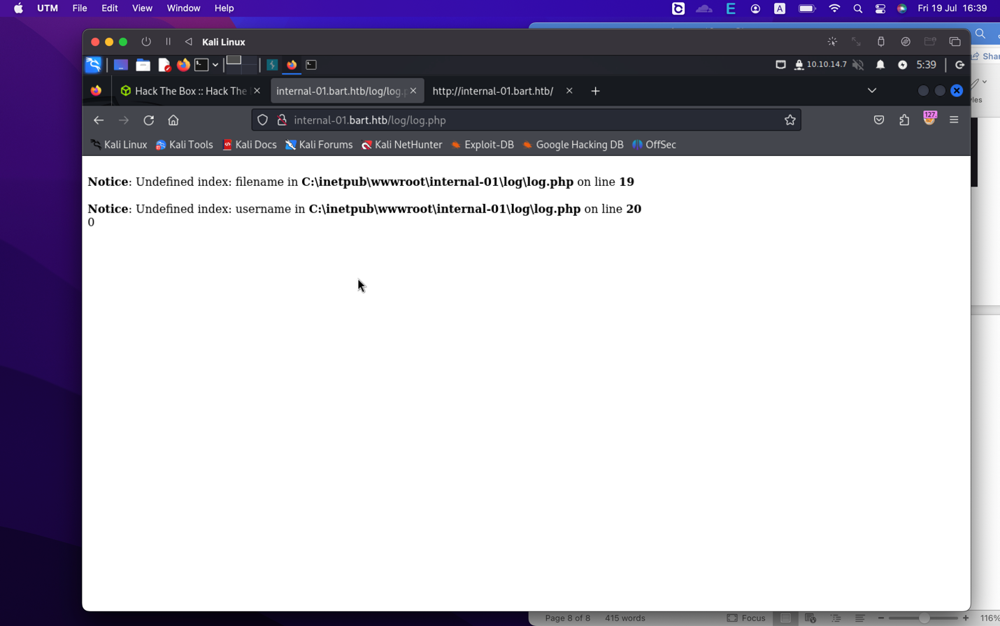 UTM File Edit View Window Help E A Fri 19 Jul 16:39
Kali Linux
Shar
10.10.14.7 5:39
les
Hack The Box :: Hack The internal-01.bart.htb/log/log. http://internal-01.bart.htb/
127.
internal-01.bart.htb/log/log.php
Kali Linux Kali Tools Kali Docs Kali Forums Kali NetHunter Exploit-DB Google Hacking DB OffSec
Notice: Undefined index: filename in C:\inetpub\wwwroot\internal-01\log\log.php on line 19
Notice: Undefined index: username in C:\inetpub\wwwroot\internal-01\log\log.php on line 20
0
Page 8 of 8 415 words Focus 116%